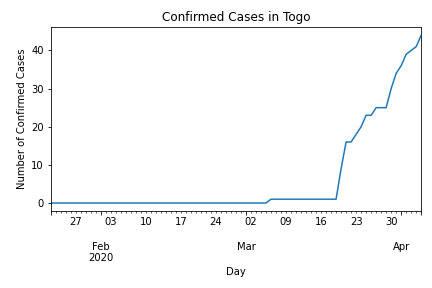 Confirmed Cases in Togo
Number of Confirmed Cases
40
30
20
10
0
27 03 10 17 24 02 09 16 23 30
Feb Mar Apr
2020
Day